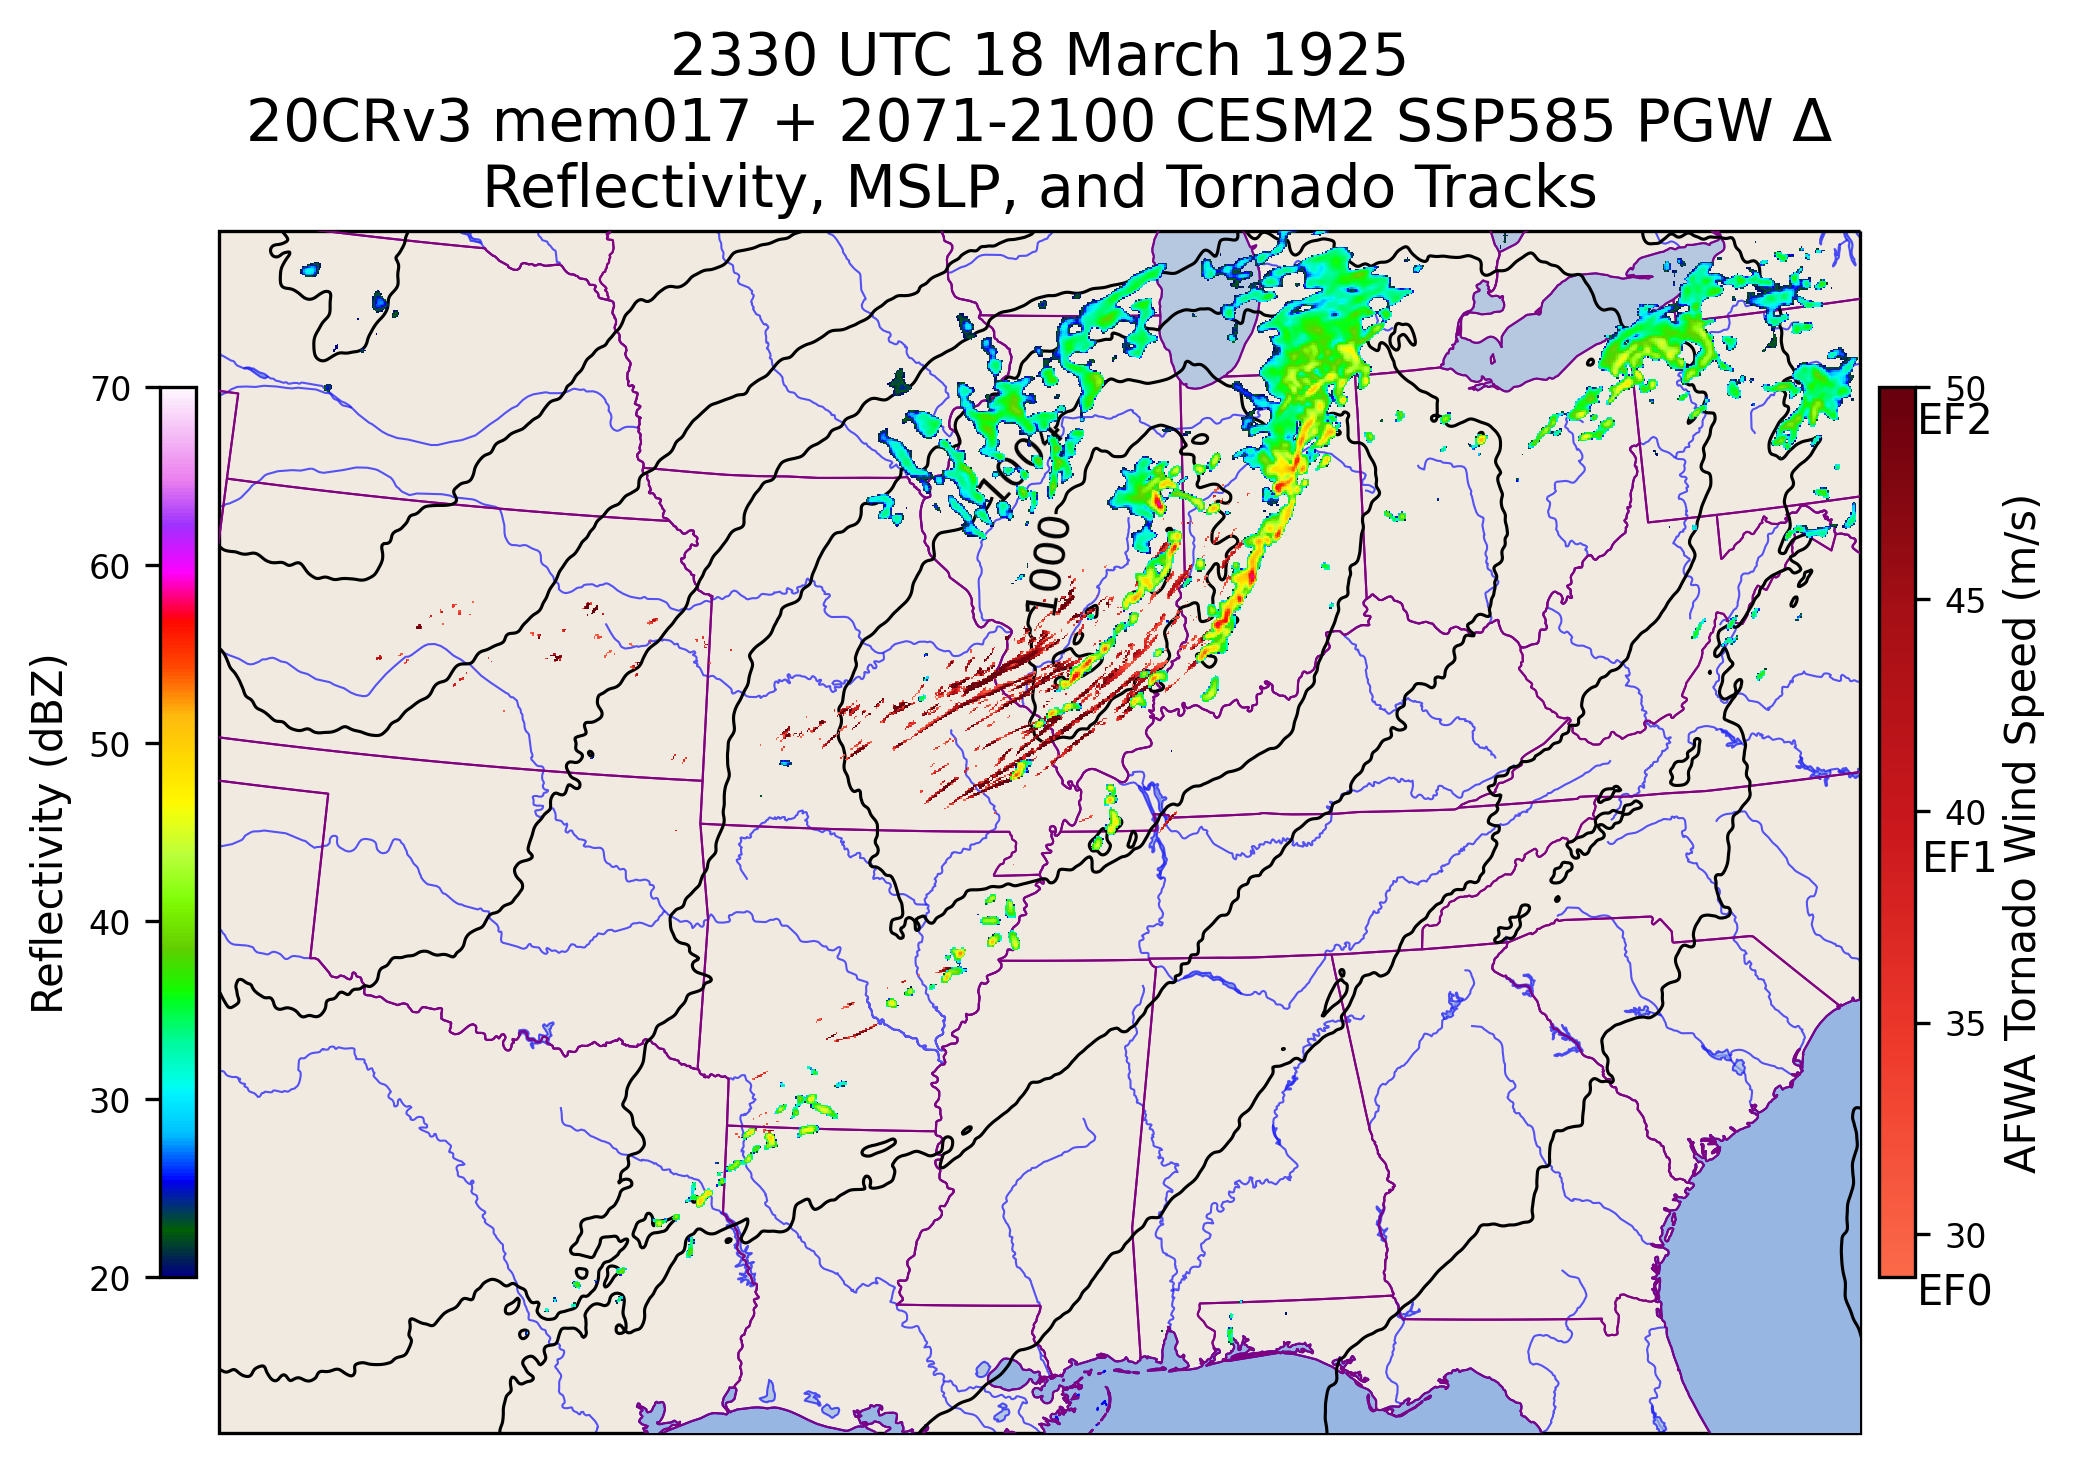 2330 UTC 18 March 1925
20CRv3 mem017 + 2071-2100 CESM2 SSP585 PGW Δ
Reflectivity, MSLP, and Tornado Tracks
70
60
50
40
30
20
Reflectivity (dBZ)
1000
50
EF2
45
40
EF1
35
30
EF0
AFWA Tornado Wind Speed (m/s)